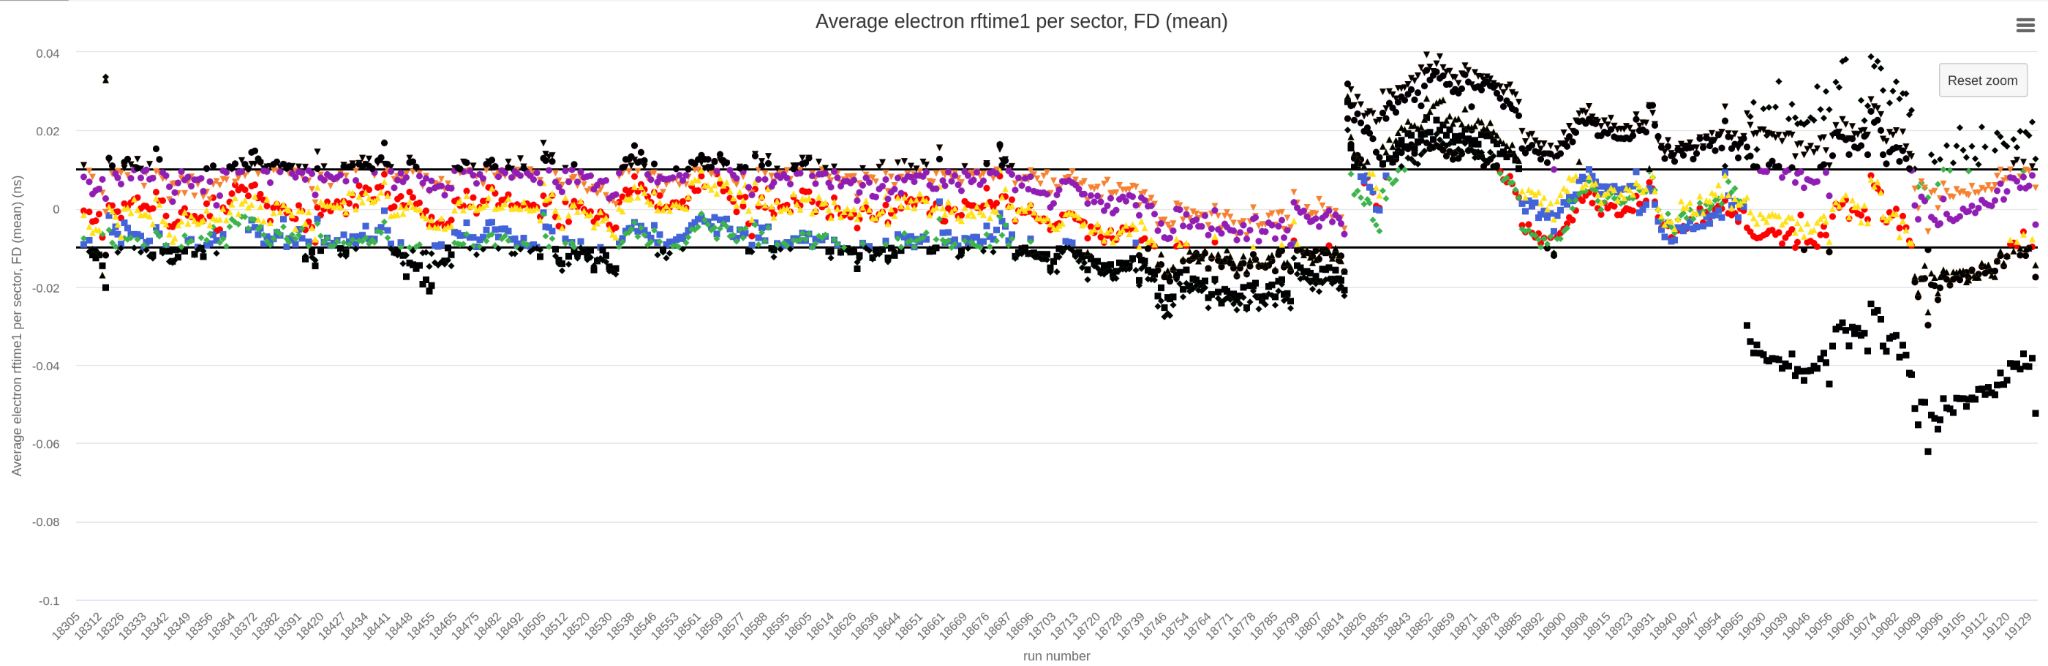 Average electron rftime1 per sector, FD (mean)
Reset zoom
Average electron rftime1 per sector, FD (mean) (ns)
0.04
0.02
0
-0.02
-0.04
-0.06
-0.08
-0.1
18305 18312 18326 18333 18342 18349 18356 18364 18372 18382 18391 18420 18427 18434 18441 18448 18455 18465 18475 18482 18492 18505 18512 18520 18530 18538 18546 18553 18561 18569 18577 18588 18595 18605 18614 18626 18636 18644 18651 18661 18669 18676 18687 18696 18703 18713 18720 18728 18739 18746 18754 18764 18771 18778 18785 18799 18807 18814 18826 18835 18843 18852 18859 18871 18878 18885 18892 18900 18908 18915 18923 18931 18940 18947 18954 18965 19030 19039 19046 19056 19066 19074 19082 19089 19096 19105 19112 19120 19129
run number